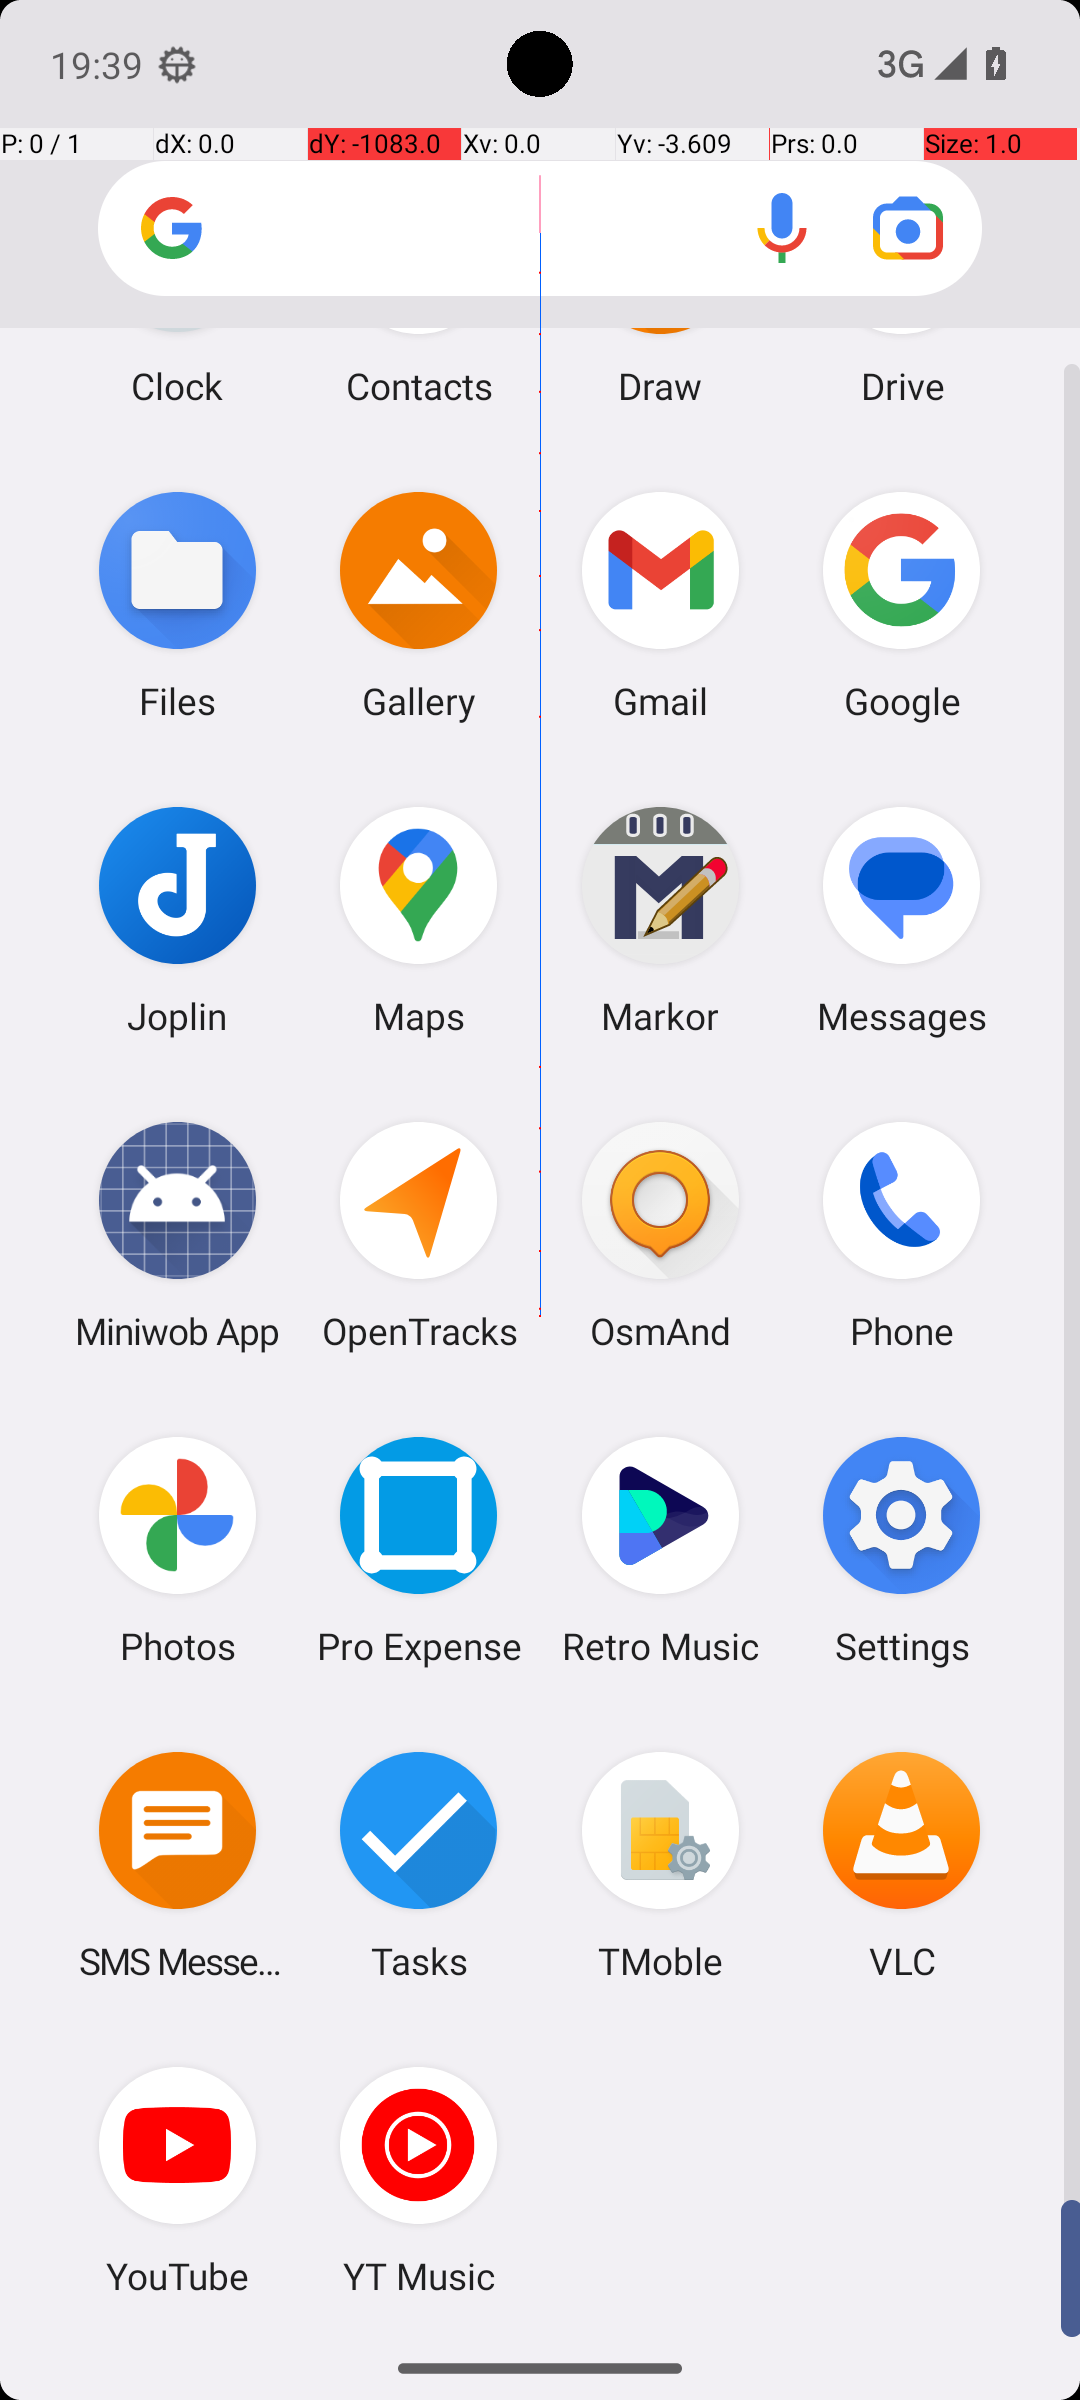 19:39 3G
P: 0 / 1 dX: 0.0 dY: -1083.0 Xv: 0.0 Yv: -3.609 Prs: 0.0 Size: 1.0
Clock Contacts Draw Drive
Files Gallery Gmail Google
Joplin Maps Markor Messages
Miniwob App OpenTracks OsmAnd Phone
Photos Pro Expense Retro Music Settings
SMS Messe... Tasks TMoble VLC
YouTube YT Music